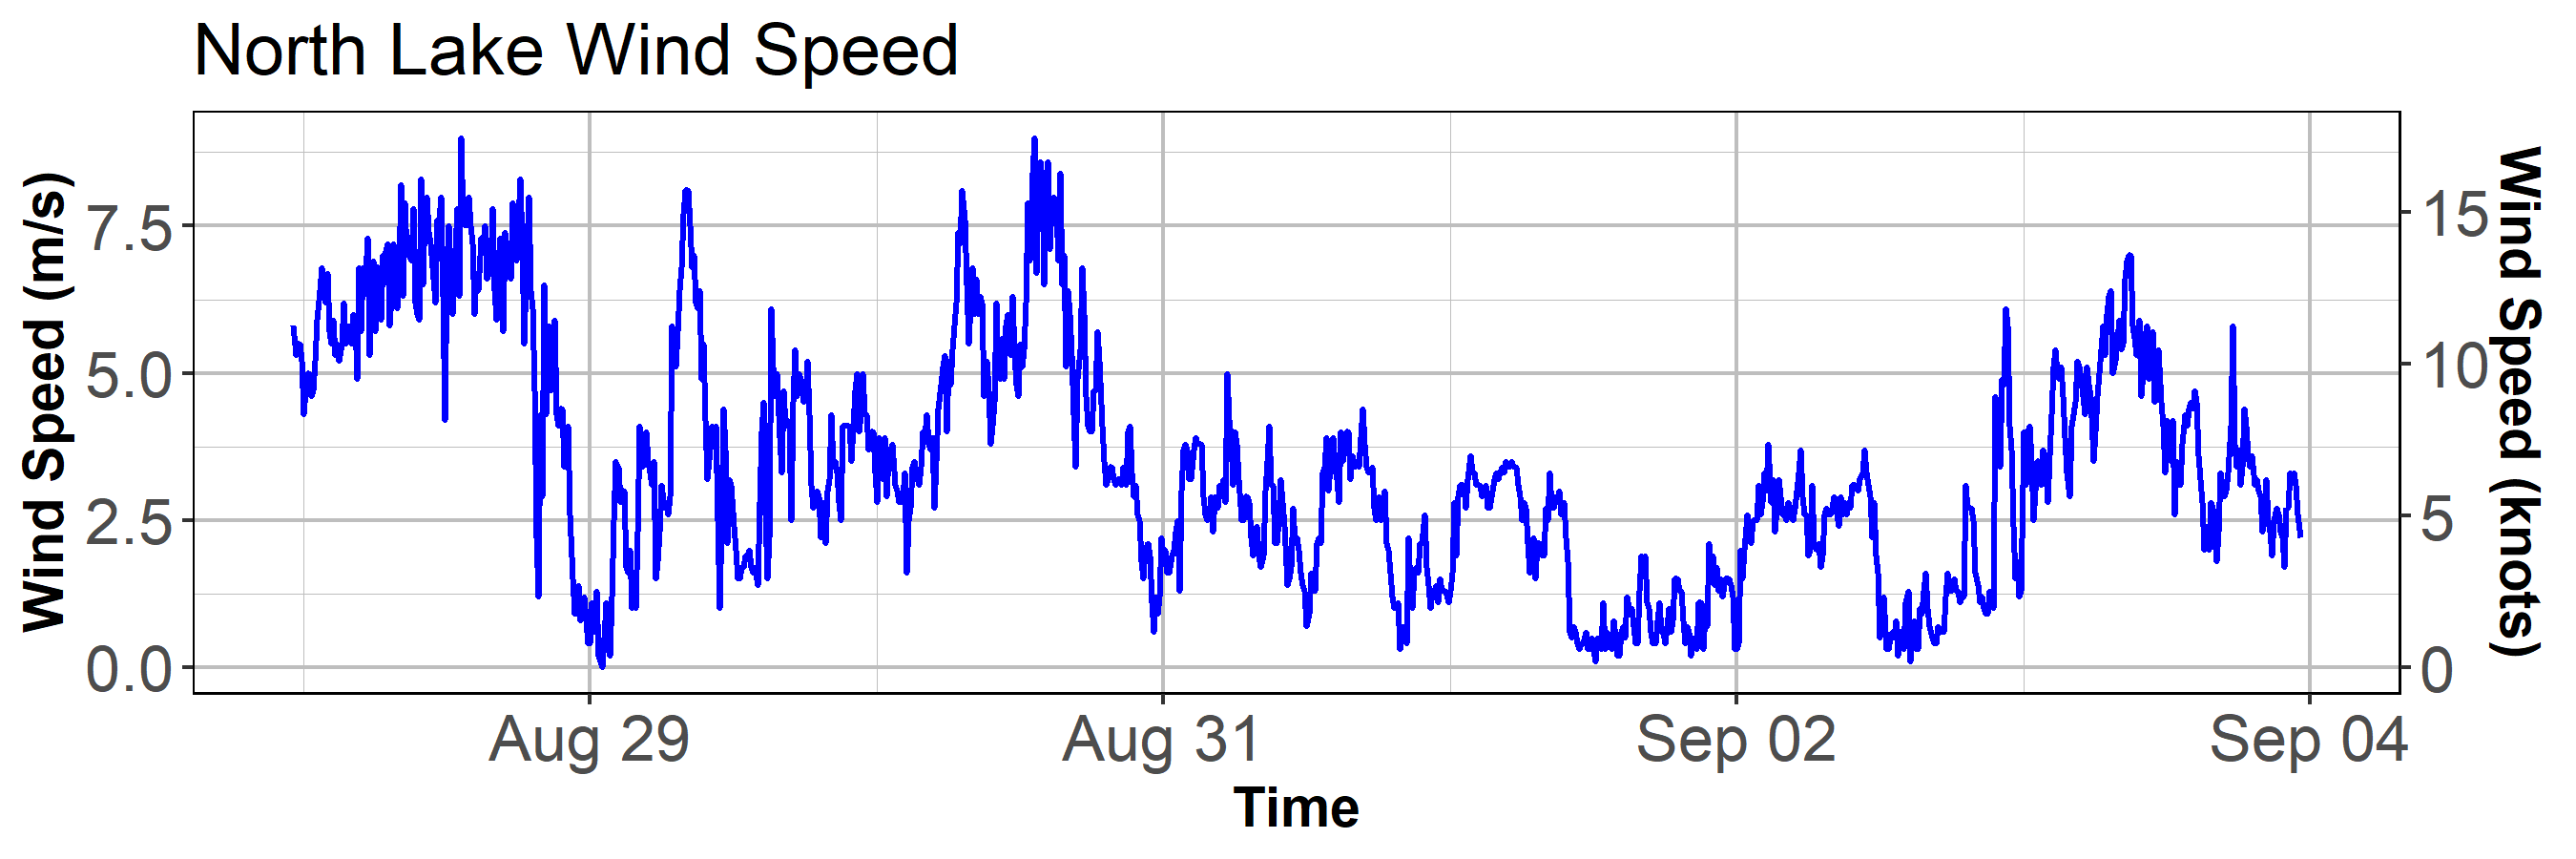 North Lake Wind Speed
Wind Speed (m/s)
7.5
5.0
2.5
0.0
15
10
5
0
Wind Speed (knots)
Aug 29 Aug 31 Sep 02 Sep 04
Time